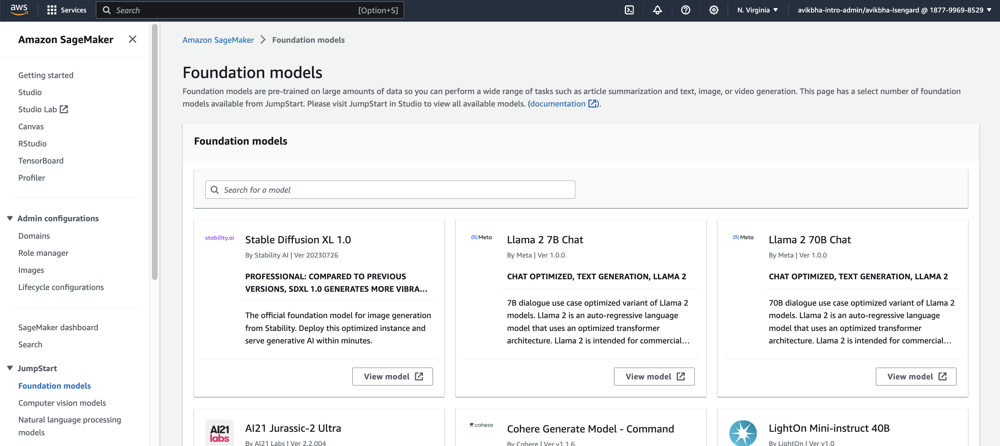 aws
Services
Search
[Option+S]
N. Virginia
avikbha-intro-admin/avikbha-Isengard @ 1877-9969-8529
Amazon SageMaker
Getting started
Studio
Studio Lab
Canvas
RStudio
TensorBoard
Profiler
Admin configurations
Domains
Role manager
Images
Lifecycle configurations
SageMaker dashboard
Search
JumpStart
Foundation models
Computer vision models
Natural language processing
models
Amazon SageMaker > Foundation models
Foundation models
Foundation models are pre-trained on large amounts of data so you can perform a wide range of tasks such as article summarization and text, image, or video generation. This page has a select number of foundation
models available from JumpStart. Please visit JumpStart in Studio to view all available models. (documentation ).
Foundation models
Search for a model
stability.ai
Stable Diffusion XL 1.0
By Stability AI | Ver 20230726
PROFESSIONAL: COMPARED TO PREVIOUS
VERSIONS, SDXL 1.0 GENERATES MORE VIBRA...
The official foundation model for image generation
from Stability. Deploy this optimized instance and
serve generative AI within minutes.
View model
Meta
Llama 2 7B Chat
By Meta | Ver 1.0.0
CHAT OPTIMIZED, TEXT GENERATION, LLAMA 2
7B dialogue use case optimized variant of Llama 2
models. Llama 2 is an auto-regressive language
model that uses an optimized transformer
architecture. Llama 2 is intended for commercial...
View model
Meta
Llama 2 70B Chat
By Meta | Ver 1.0.0
CHAT OPTIMIZED, TEXT GENERATION, LLAMA 2
70B dialogue use case optimized variant of Llama 2
models. Llama 2 is an auto-regressive language
model that uses an optimized transformer
architecture. Llama 2 is intended for commercial...
View model
AI21
labs
AI21 Jurassic-2 Ultra
By AI21 Labs | Ver 2.2.004
cohere
Cohere Generate Model - Command
By Cohere | Ver v1.1.6
LightOn Mini-instruct 40B
By LightOn | Ver v1.0